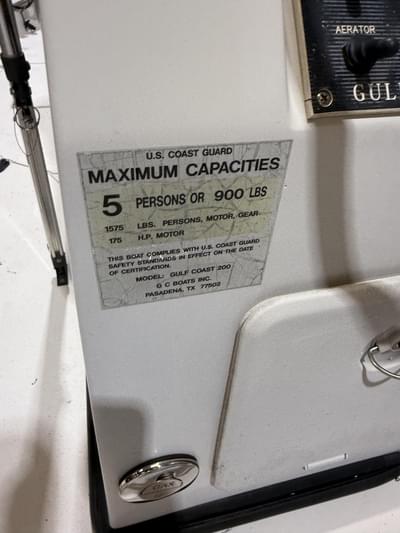 AERATOR
GUL
U.S. COAST GUARD
MAXIMUM CAPACITIES
5 PERSONS OR 900 LBS
1575 LBS. PERSONS, MOTOR, GEAR
175 H.P. MOTOR
THIS BOAT COMPLIES WITH U.S. COAST GUARD
SAFETY STANDARDS IN EFFECT ON THE DATE
OF CERTIFICATION.
MODEL: GULF COAST 200
G C BOATS INC.
PASADENA, TX 77502